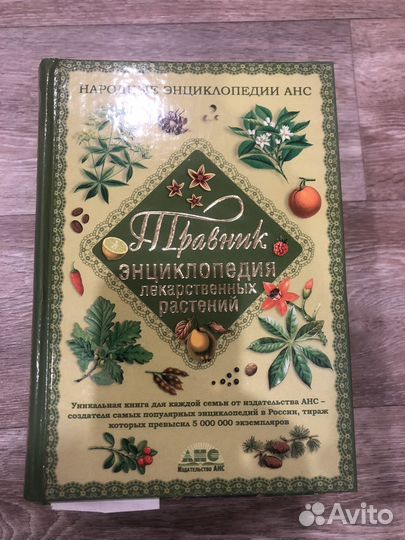 НАРОДНЫЕ ЭНЦИКЛОПЕДИИ АНС
Травник
ЭНЦИКЛОПЕДИЯ
лекарственных
растений
Уникальная книга для каждой семьи от издательства АНС –
создателя самых популярных энциклопедий в России, тираж
которых превысил 5 000 000 экземпляров
АНС
Издательство АНС
Avito